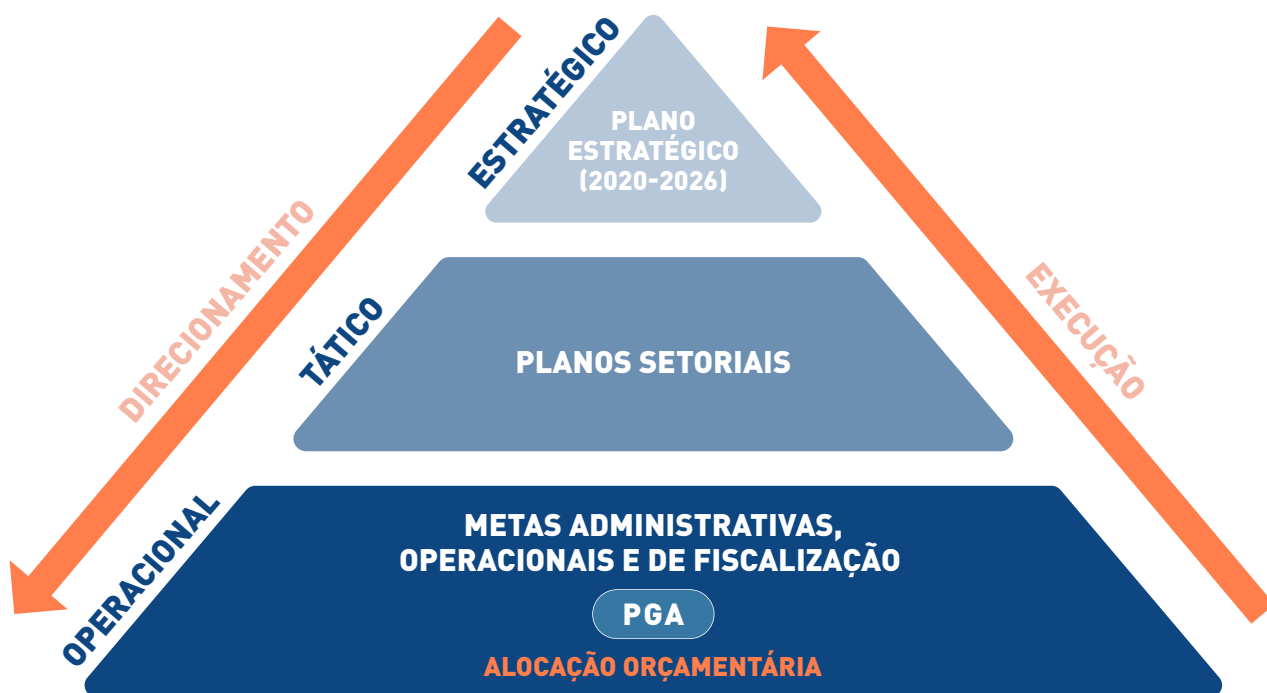 ESTRATÉGICO
PLANO
ESTRATÉGICO
(2020-2026)
DIRECIONAMENTO
EXECUÇÃO
TÁTICO
PLANOS SETORIAIS
OPERACIONAL
METAS ADMINISTRATIVAS,
OPERACIONAIS E DE FISCALIZAÇÃO
PGA
ALOCAÇÃO ORÇAMENTÁRIA